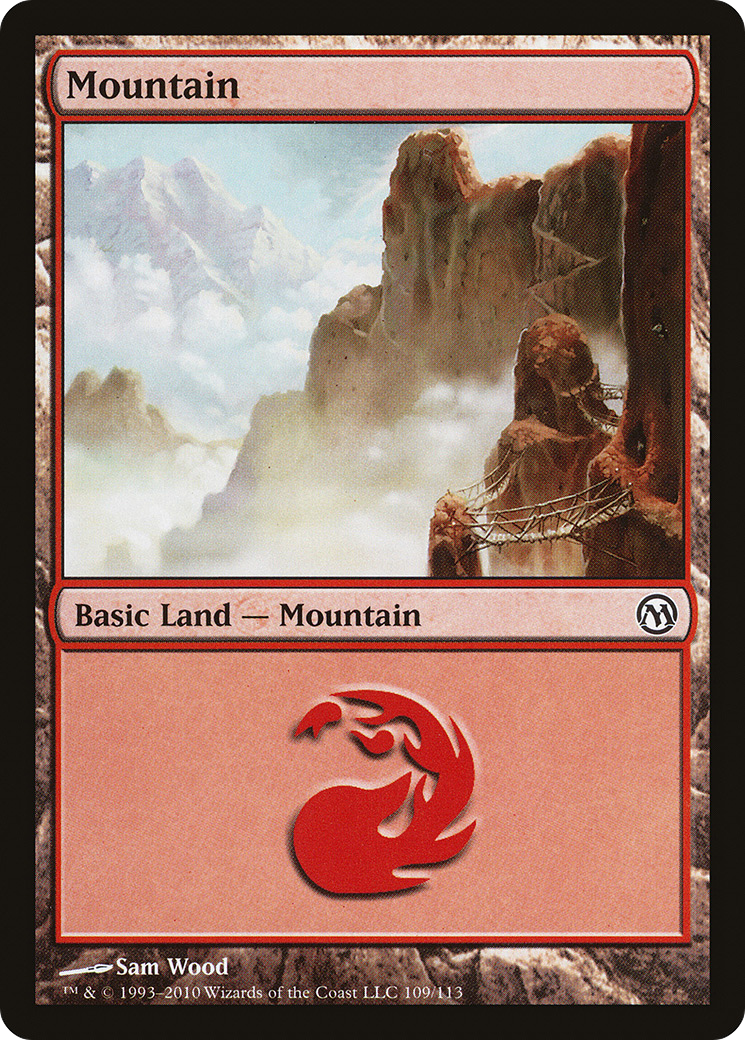 Mountain
Basic Land — Mountain
M
Sam Wood
™ & © 1993–2010 Wizards of the Coast LLC 109/113